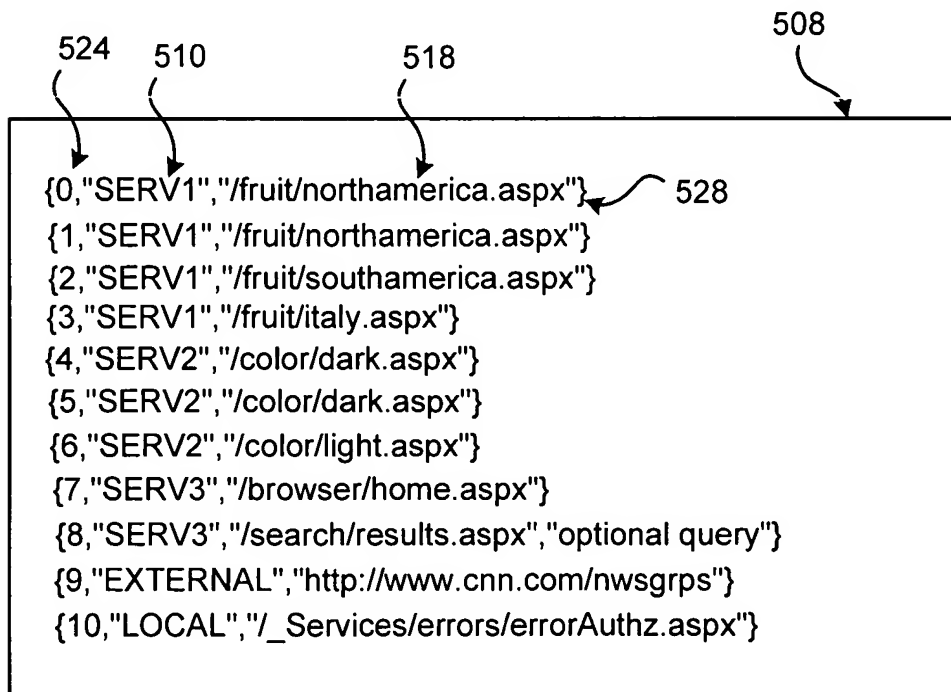 508
524 510 518
{0,"SERV1","/fruit/northamerica.aspx"} 528
{1,"SERV1","/fruit/northamerica.aspx"}
{2,"SERV1","/fruit/southamerica.aspx"}
{3,"SERV1","/fruit/italy.aspx"}
{4,"SERV2","/color/dark.aspx"}
{5,"SERV2","/color/dark.aspx"}
{6,"SERV2","/color/light.aspx"}
{7,"SERV3","/browser/home.aspx"}
{8,"SERV3","/search/results.aspx","optional query"}
{9,"EXTERNAL","http://www.cnn.com/nwsgrps"}
{10,"LOCAL","/_Services/errors/errorAuthz.aspx"}